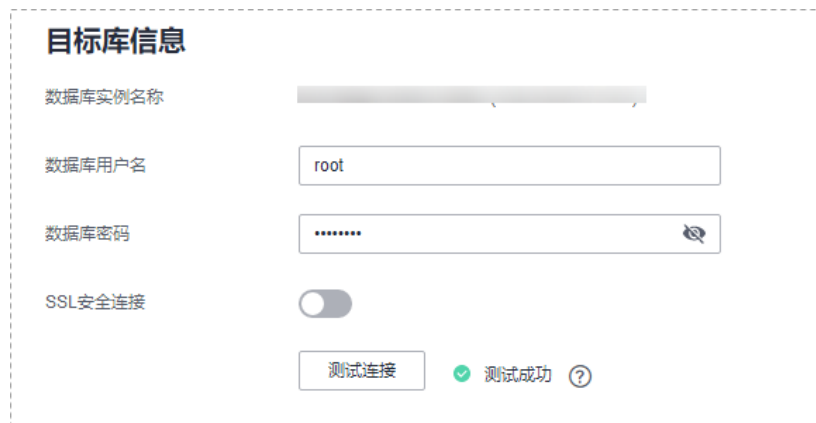 目标库信息
数据库实例名称
数据库用户名 root
数据库密码 ••••••••
SSL安全连接
测试连接 测试成功 ?